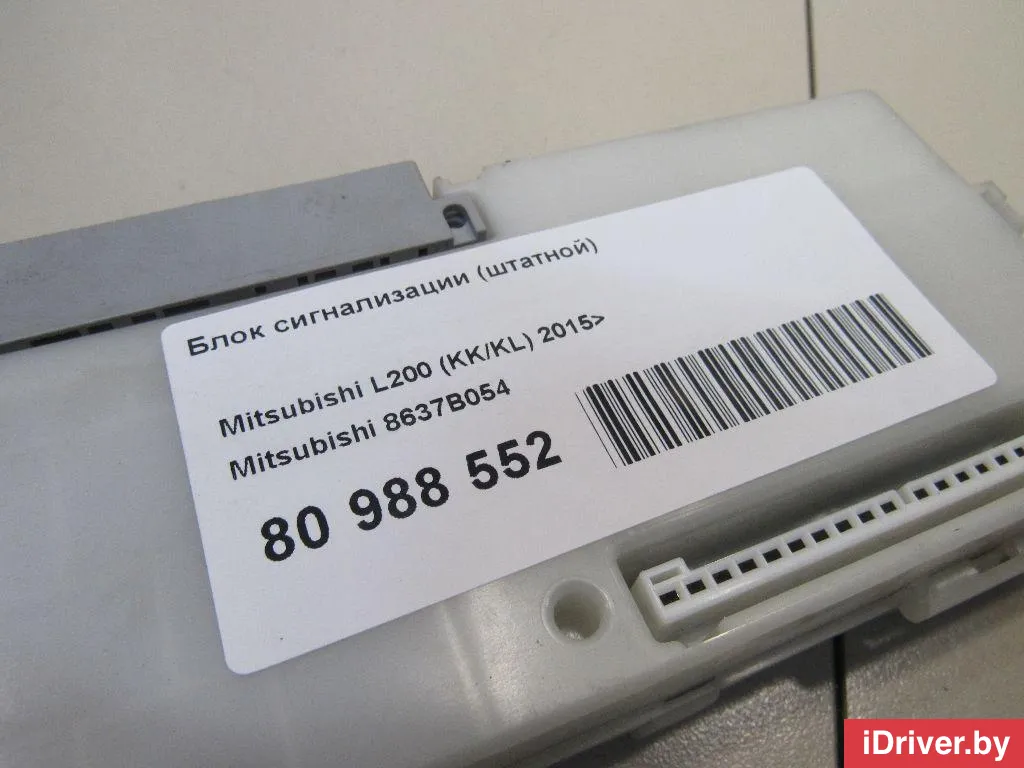 Блок сигнализации (штатной)
Mitsubishi L200 (KK/KL) 2015>
Mitsubishi 8637B054
80 988 552
iDriver.by